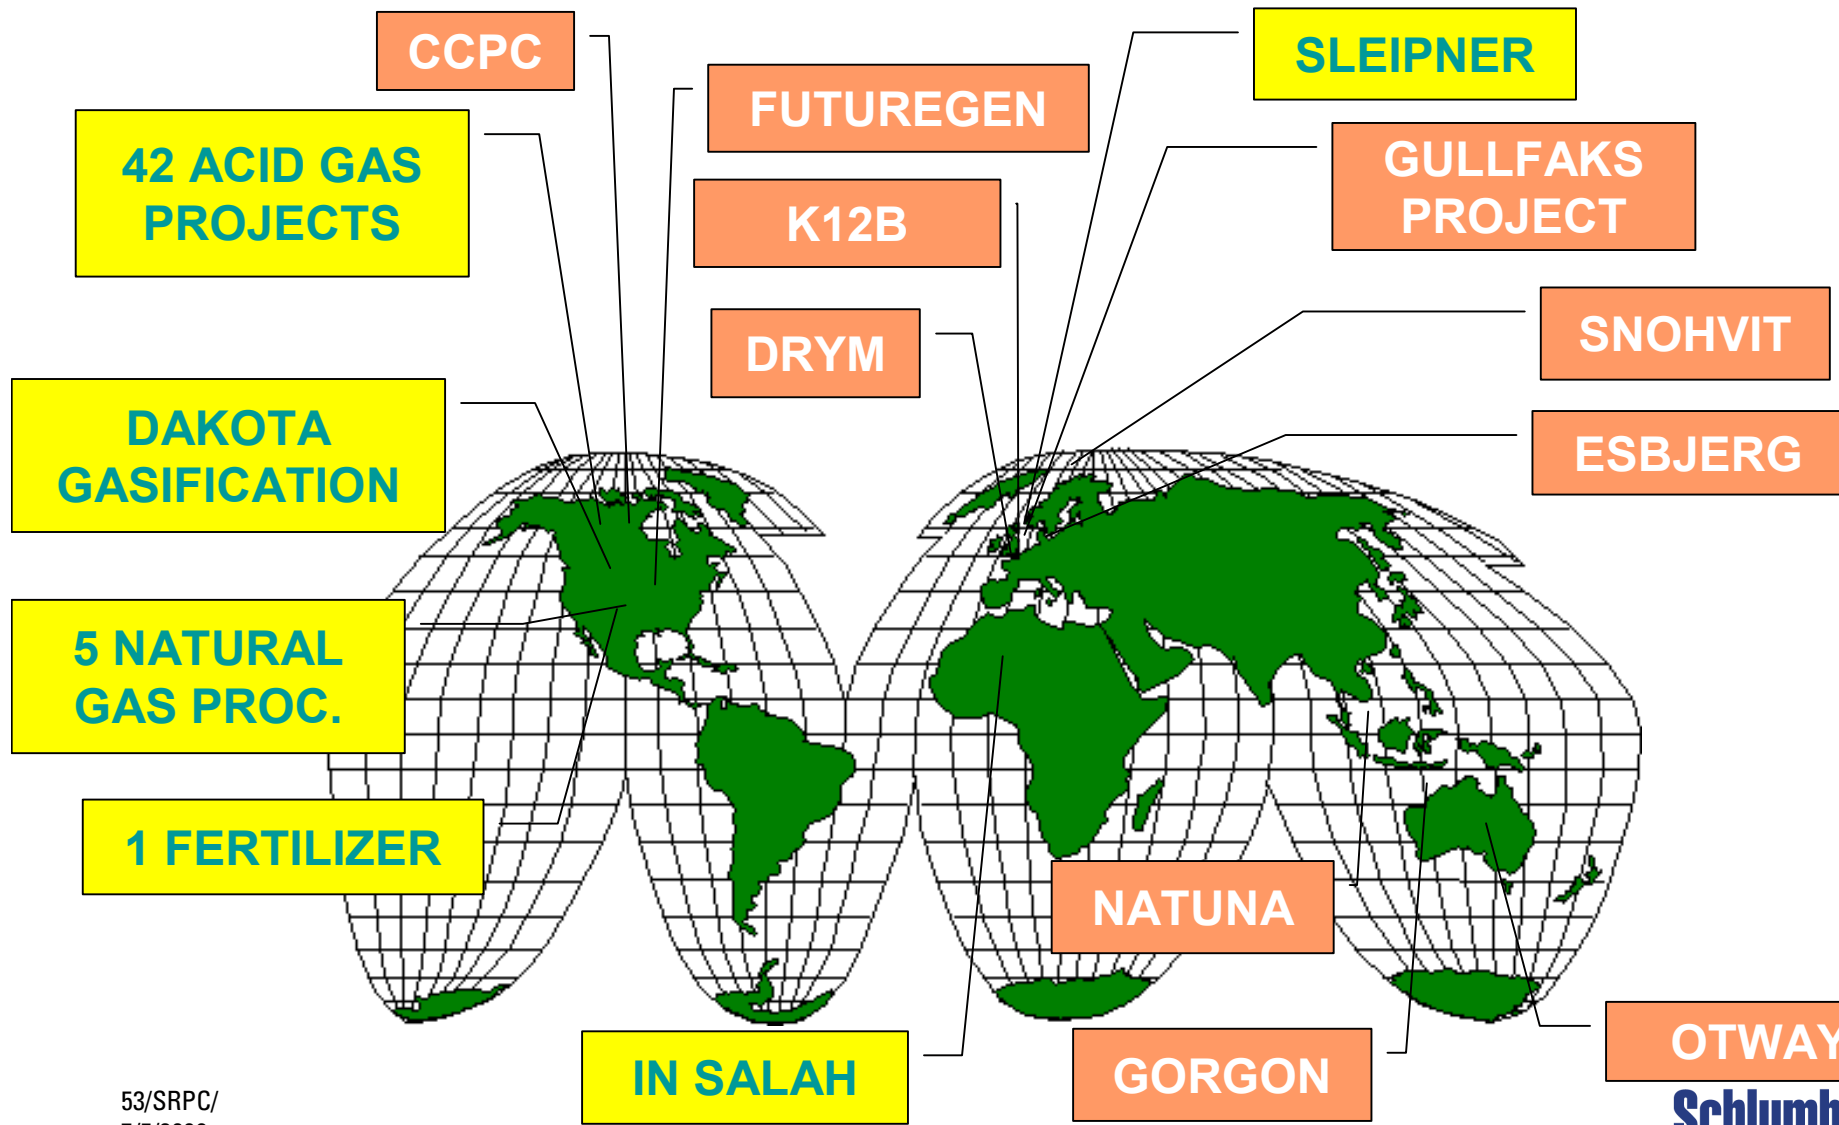 CCPC
SLEIPNER
FUTUREGEN
42 ACID GAS
PROJECTS
GULLFAKS
PROJECT
K12B
SNOHVIT
DRYM
DAKOTA
GASIFICATION
ESBJERG
5 NATURAL
GAS PROC.
1 FERTILIZER
NATUNA
IN SALAH
GORGON
OTWAY
53/SRPC/